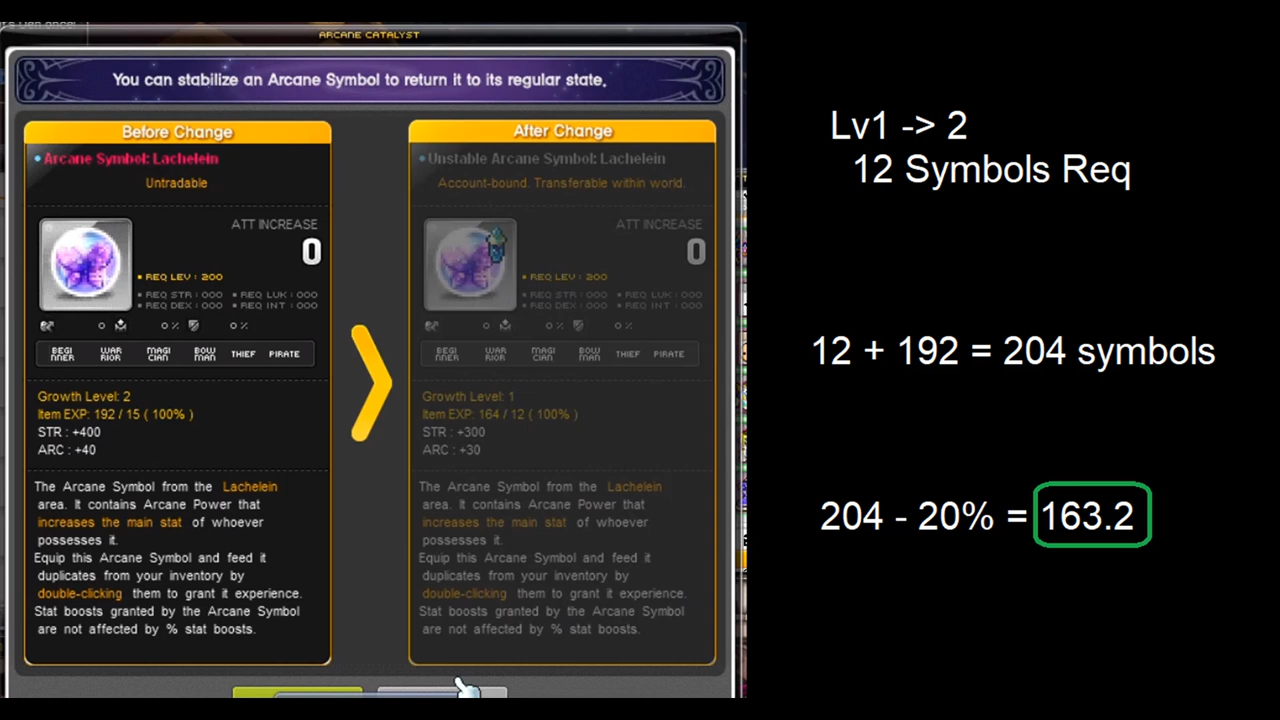 ARCANE CATALYST
You can stabilize an Arcane Symbol to return it to its regular state.
Before Change
Arcane Symbol: Lachelein
Untradable
ATT INCREASE
0
REQ LEV : 200
REQ STR : 000 REQ LUK : 000
REQ DEX : 000 REQ INT : 000
0 0 % 0 %
BEGINNER WARRIOR MAGICIAN BOWMAN THIEF PIRATE
Growth Level: 2
Item EXP: 192 / 15 ( 100% )
STR : +400
ARC : +40
The Arcane Symbol from the Lachelein
area. It contains Arcane Power that
increases the main stat of whoever
possesses it.
Equip this Arcane Symbol and feed it
duplicates from your inventory by
double-clicking them to grant it experience.
Stat boosts granted by the Arcane Symbol
are not affected by % stat boosts.
After Change
Unstable Arcane Symbol: Lachelein
Account-bound. Transferable within world.
ATT INCREASE
0
REQ LEV : 200
REQ STR : 000 REQ LUK : 000
REQ DEX : 000 REQ INT : 000
0 0 % 0 %
BEGINNER WARRIOR MAGICIAN BOWMAN THIEF PIRATE
Growth Level: 1
Item EXP: 164 / 12 ( 100% )
STR : +300
ARC : +30
The Arcane Symbol from the Lachelein
area. It contains Arcane Power that
increases the main stat of whoever
possesses it.
Equip this Arcane Symbol and feed it
duplicates from your inventory by
double-clicking them to grant it experience.
Stat boosts granted by the Arcane Symbol
are not affected by % stat boosts.
Lv1 -> 2
12 Symbols Req
12 + 192 = 204 symbols
204 - 20% = 163.2